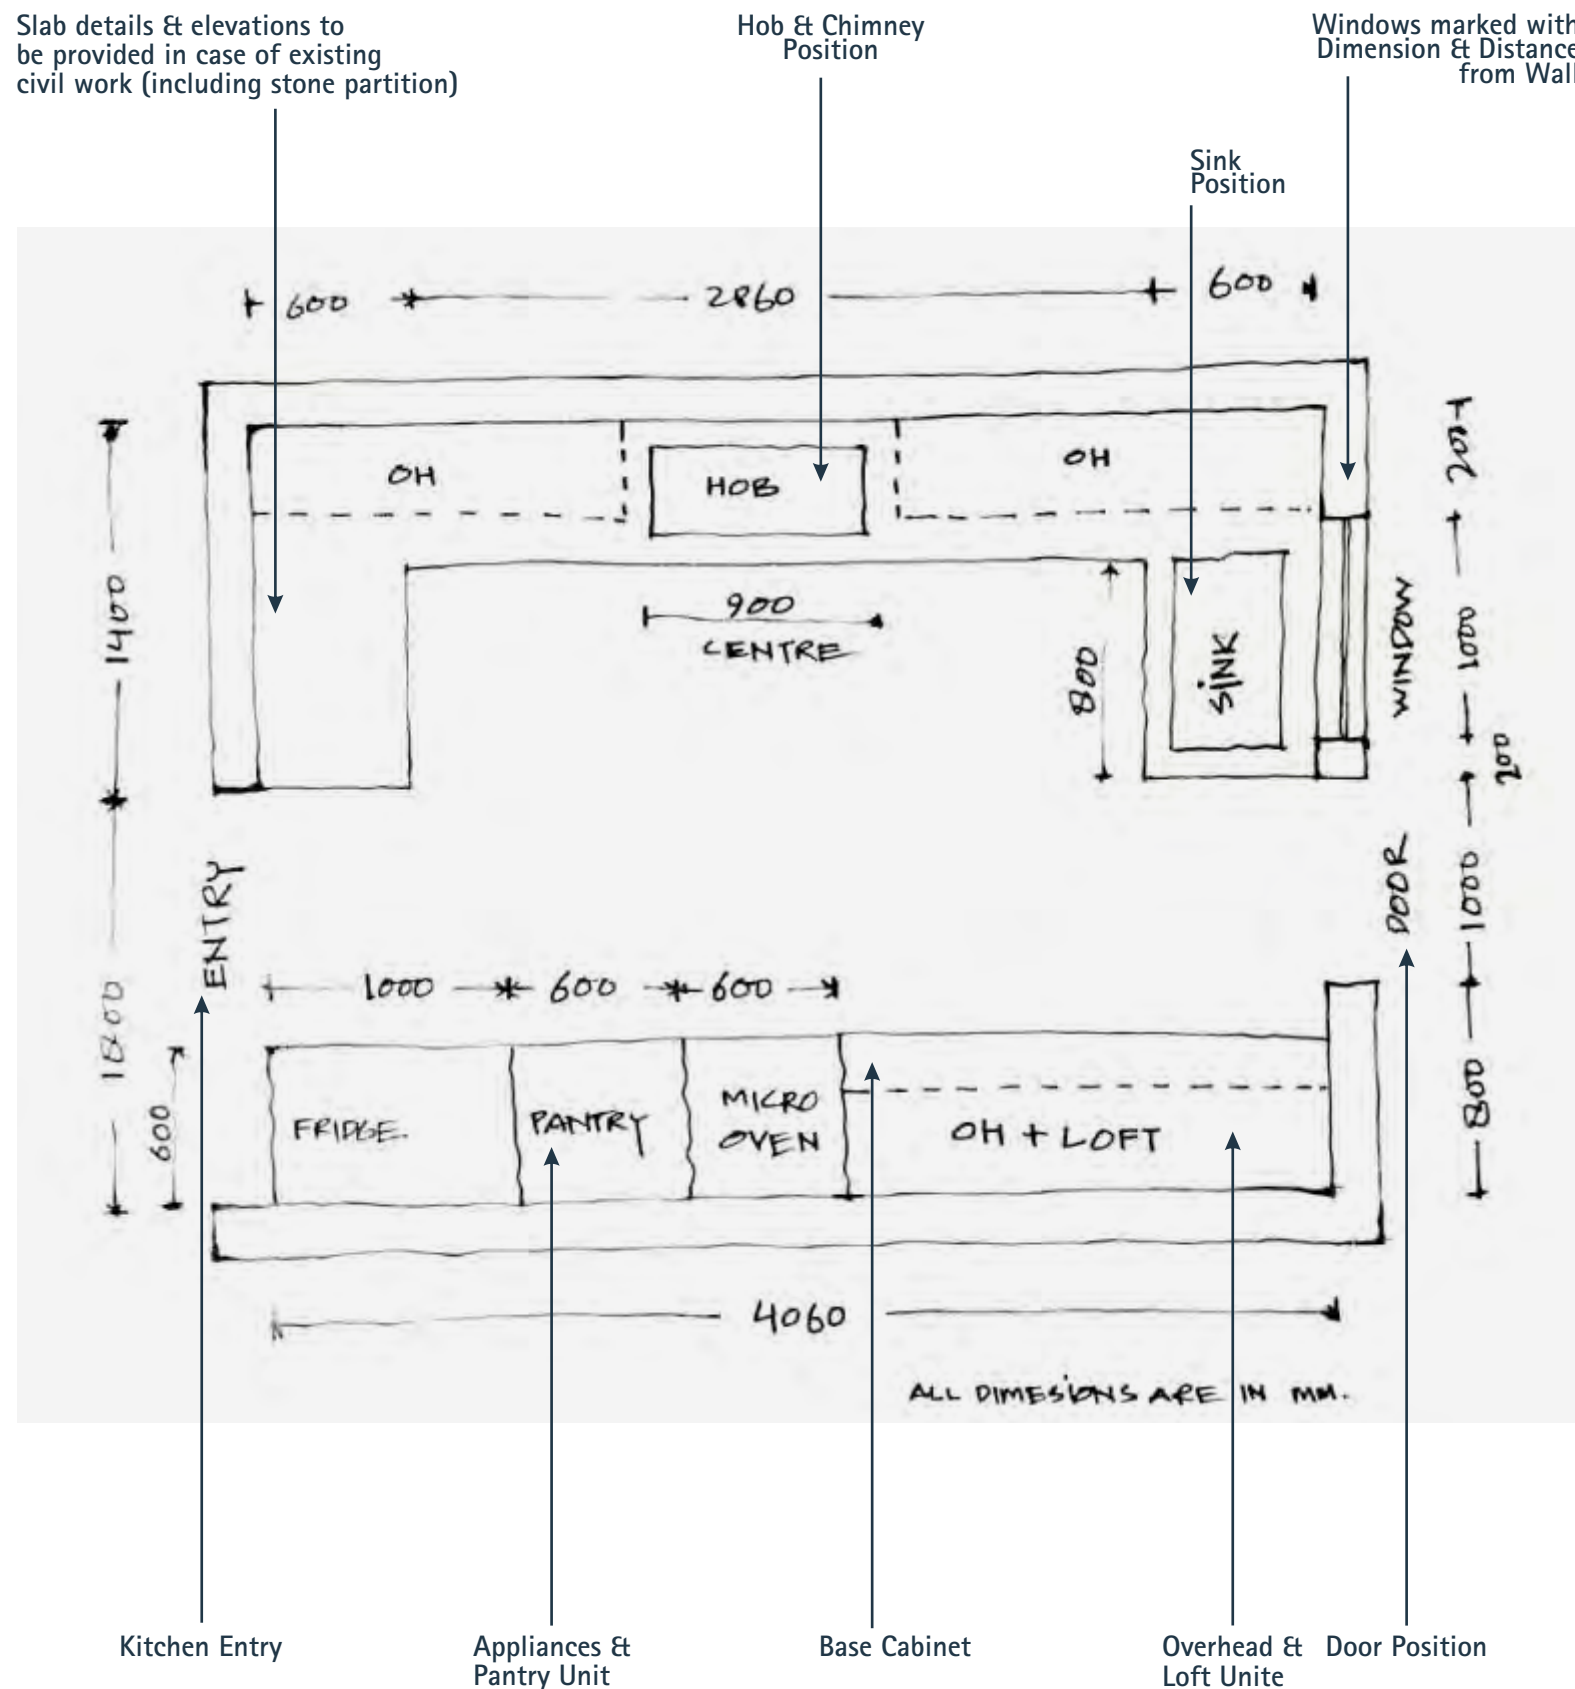 Slab details & elevations to
be provided in case of existing
civil work (including stone partition)
Hob & Chimney
Position
Windows marked with
Dimension & Distance
from Wall
Sink
Position
600
2860
600
OH
HOB
OH
200
1400
900
CENTRE
800
SINK
WINDOW
1000
200
ENTRY
DOOR
1000
1000
600
600
1800
600
FRIDGE.
PANTRY
MICRO
OVEN
OH + LOFT
800
4060
ALL DIMESIONS ARE IN MM.
Kitchen Entry
Appliances &
Pantry Unit
Base Cabinet
Overhead &
Loft Unite
Door Position